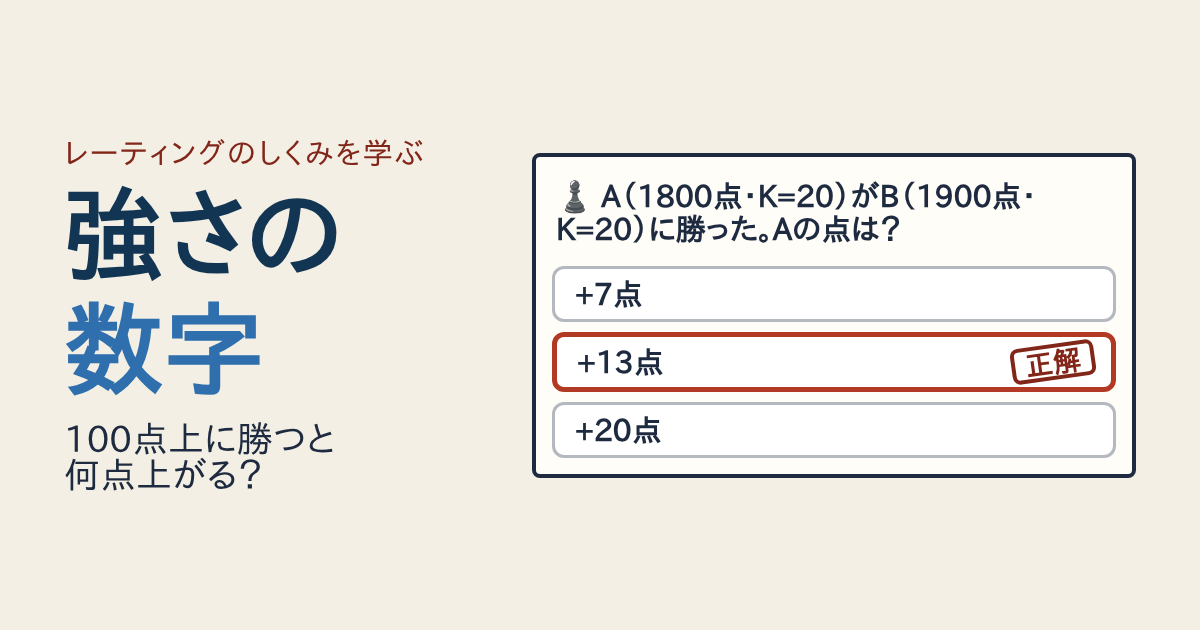 レーティングのしくみを学ぶ
強さの
数字
100点上に勝つと
何点上がる？
A（1800点・K=20）がB（1900点・
K=20）に勝った。Aの点は？
+7点
+13点
正解
+20点